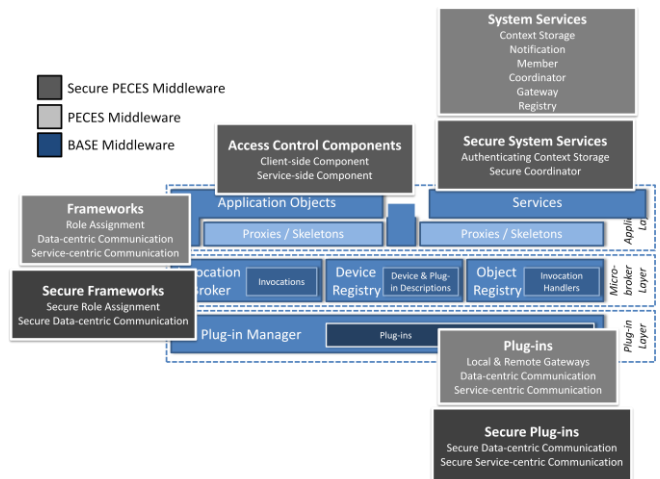 System Services
Context Storage
Notification
Member
Coordinator
Gateway
Registry
Secure PECES Middleware
PECES Middleware
BASE Middleware
Access Control Components
Client-side Component
Service-side Component
Secure System Services
Authenticating Context Storage
Secure Coordinator
Application Objects
Services
Frameworks
Role Assignment
Data-centric Communication
Service-centric Communication
Proxies / Skeletons
Proxies / Skeletons
Broker
Invocations
Device
Registry
Device & Plug-
in Descriptions
Object
Registry
Invocation
Handlers
Micro-
broker
Layer
Secure Frameworks
Secure Role Assignment
Secure Data-centric Communication
Plug-in Manager
Plug-ins
Plug-in
Layer
Plug-ins
Local & Remote Gateways
Data-centric Communication
Service-centric Communication
Secure Plug-ins
Secure Data-centric Communication
Secure Service-centric Communication